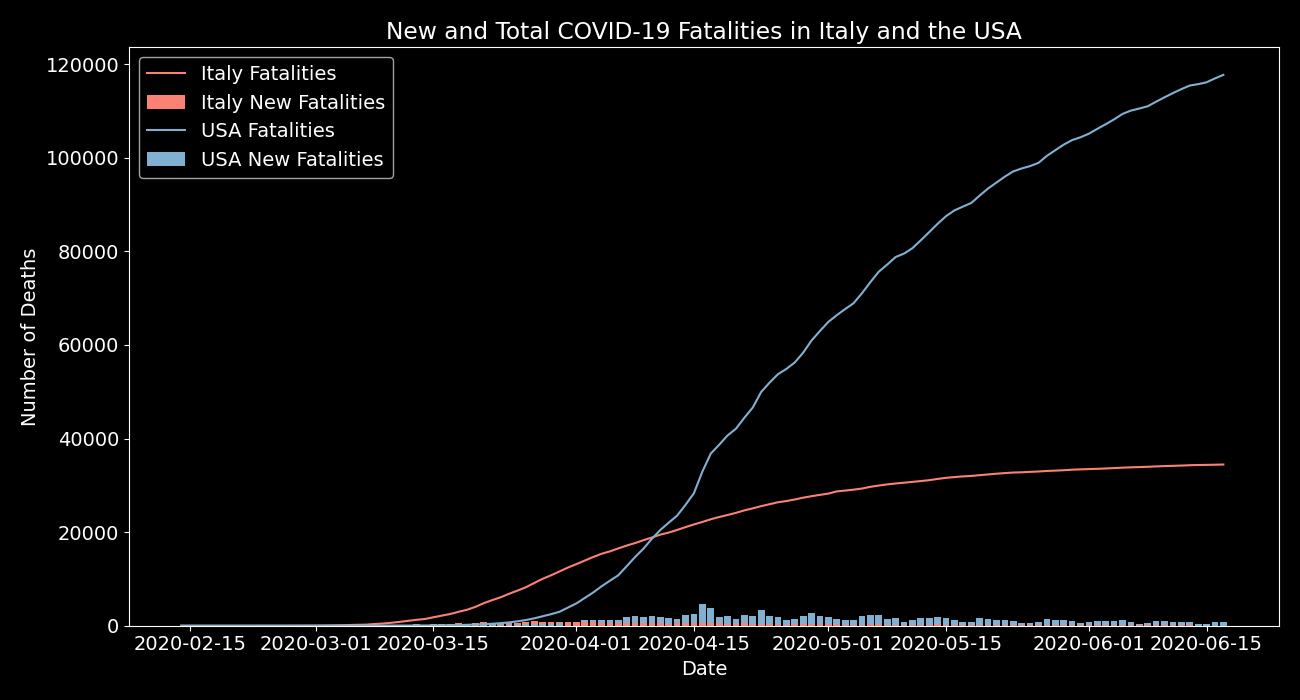 New and Total COVID-19 Fatalities in Italy and the USA
Italy Fatalities
Italy New Fatalities
USA Fatalities
USA New Fatalities
Number of Deaths
120000
100000
80000
60000
40000
20000
0
2020-02-15 2020-03-01 2020-03-15 2020-04-01 2020-04-15 2020-05-01 2020-05-15 2020-06-01 2020-06-15
Date